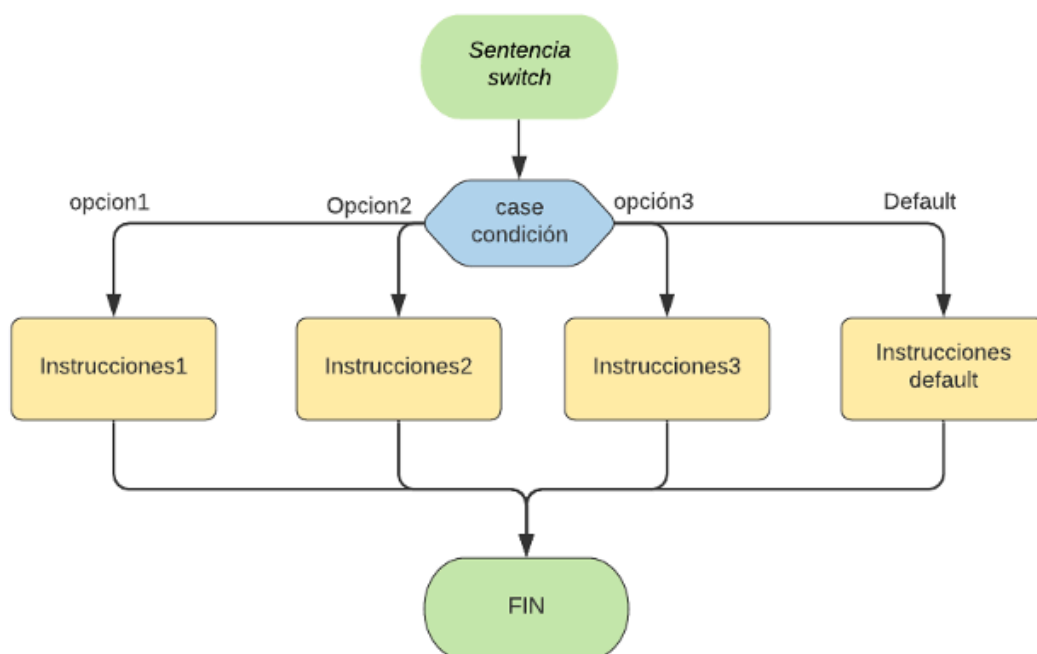 Sentencia
switch
opcion1
Opcion2
case
condición
opción3
Default
Instrucciones1
Instrucciones2
Instrucciones3
Instrucciones
default
FIN